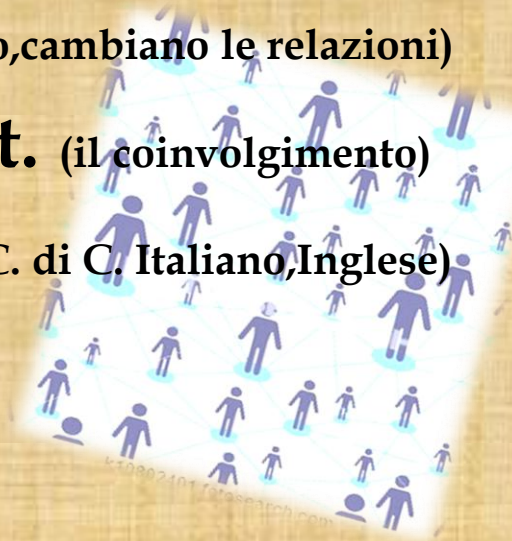 o,cambiano le relazioni)
t. (il coinvolgimento)
C. di C. Italiano,Inglese)